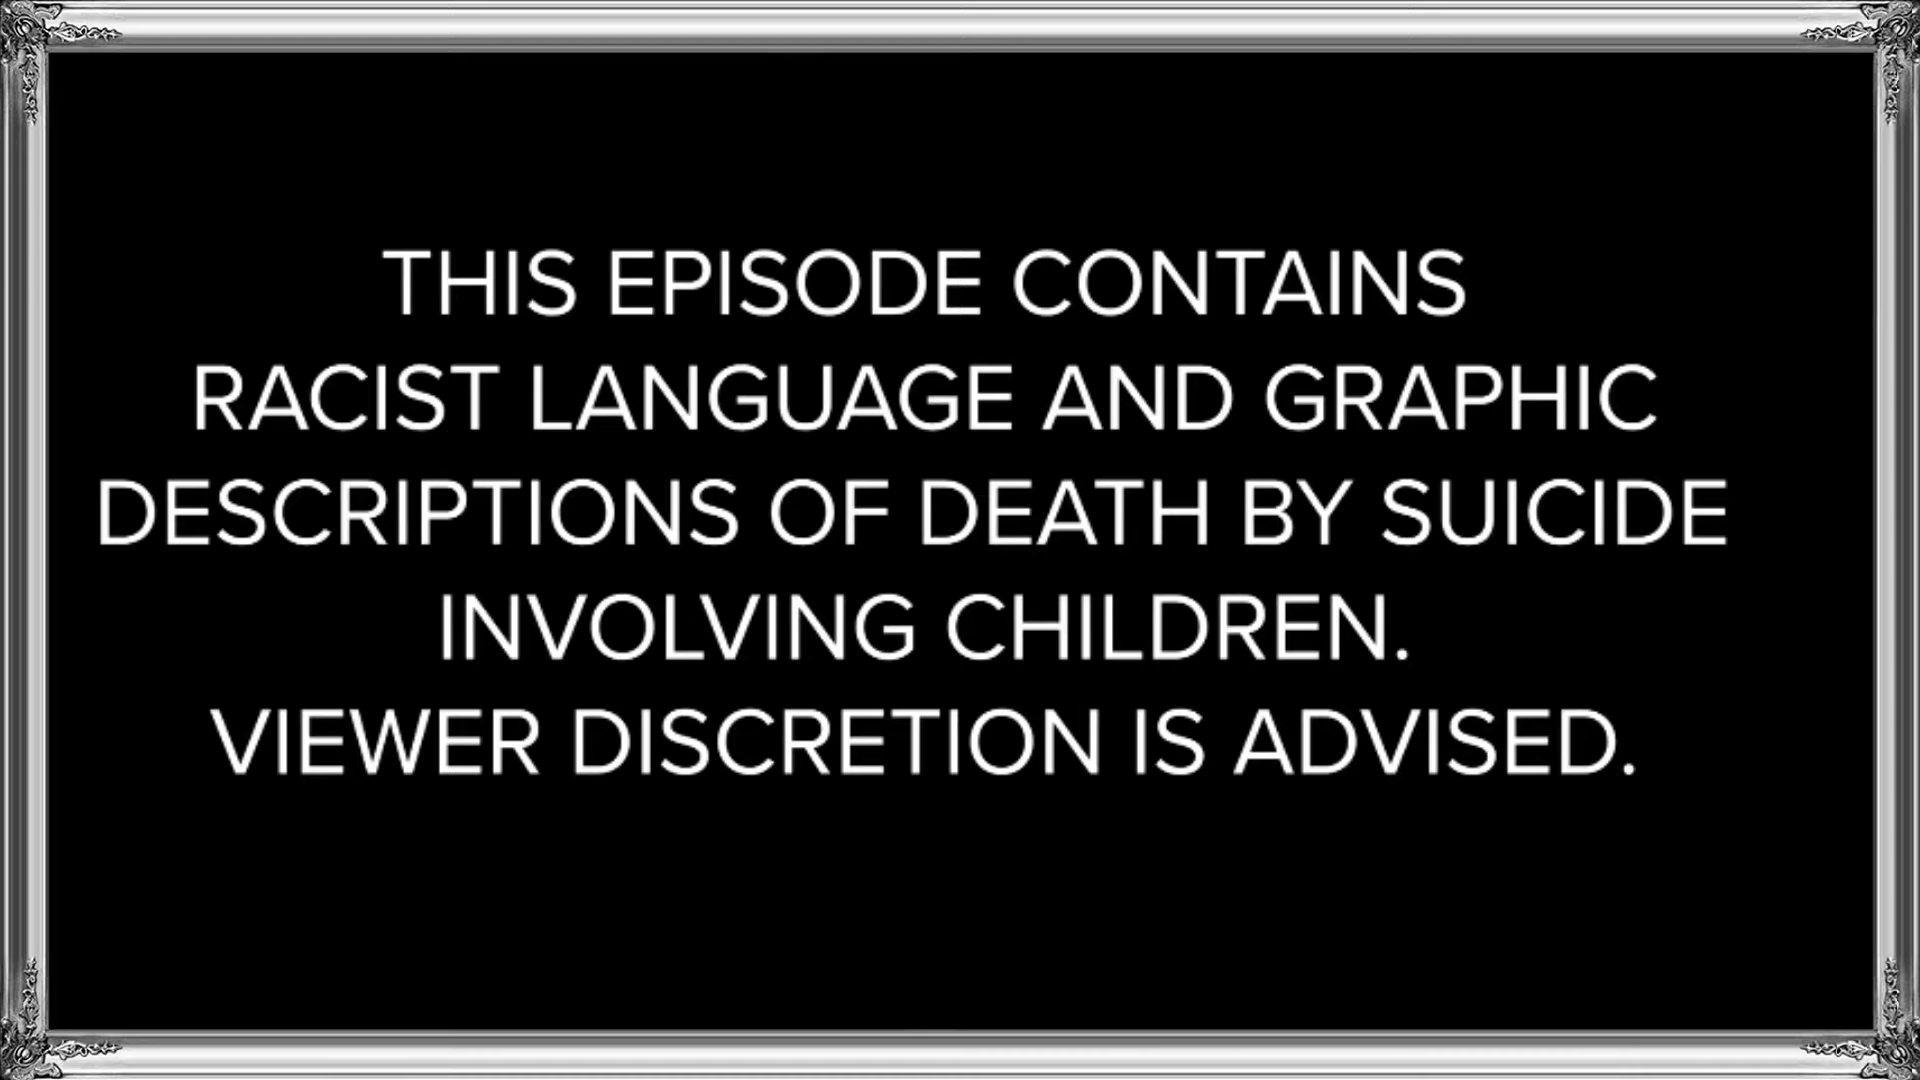 THIS EPISODE CONTAINS
RACIST LANGUAGE AND GRAPHIC
DESCRIPTIONS OF DEATH BY SUICIDE
INVOLVING CHILDREN.
VIEWER DISCRETION IS ADVISED.